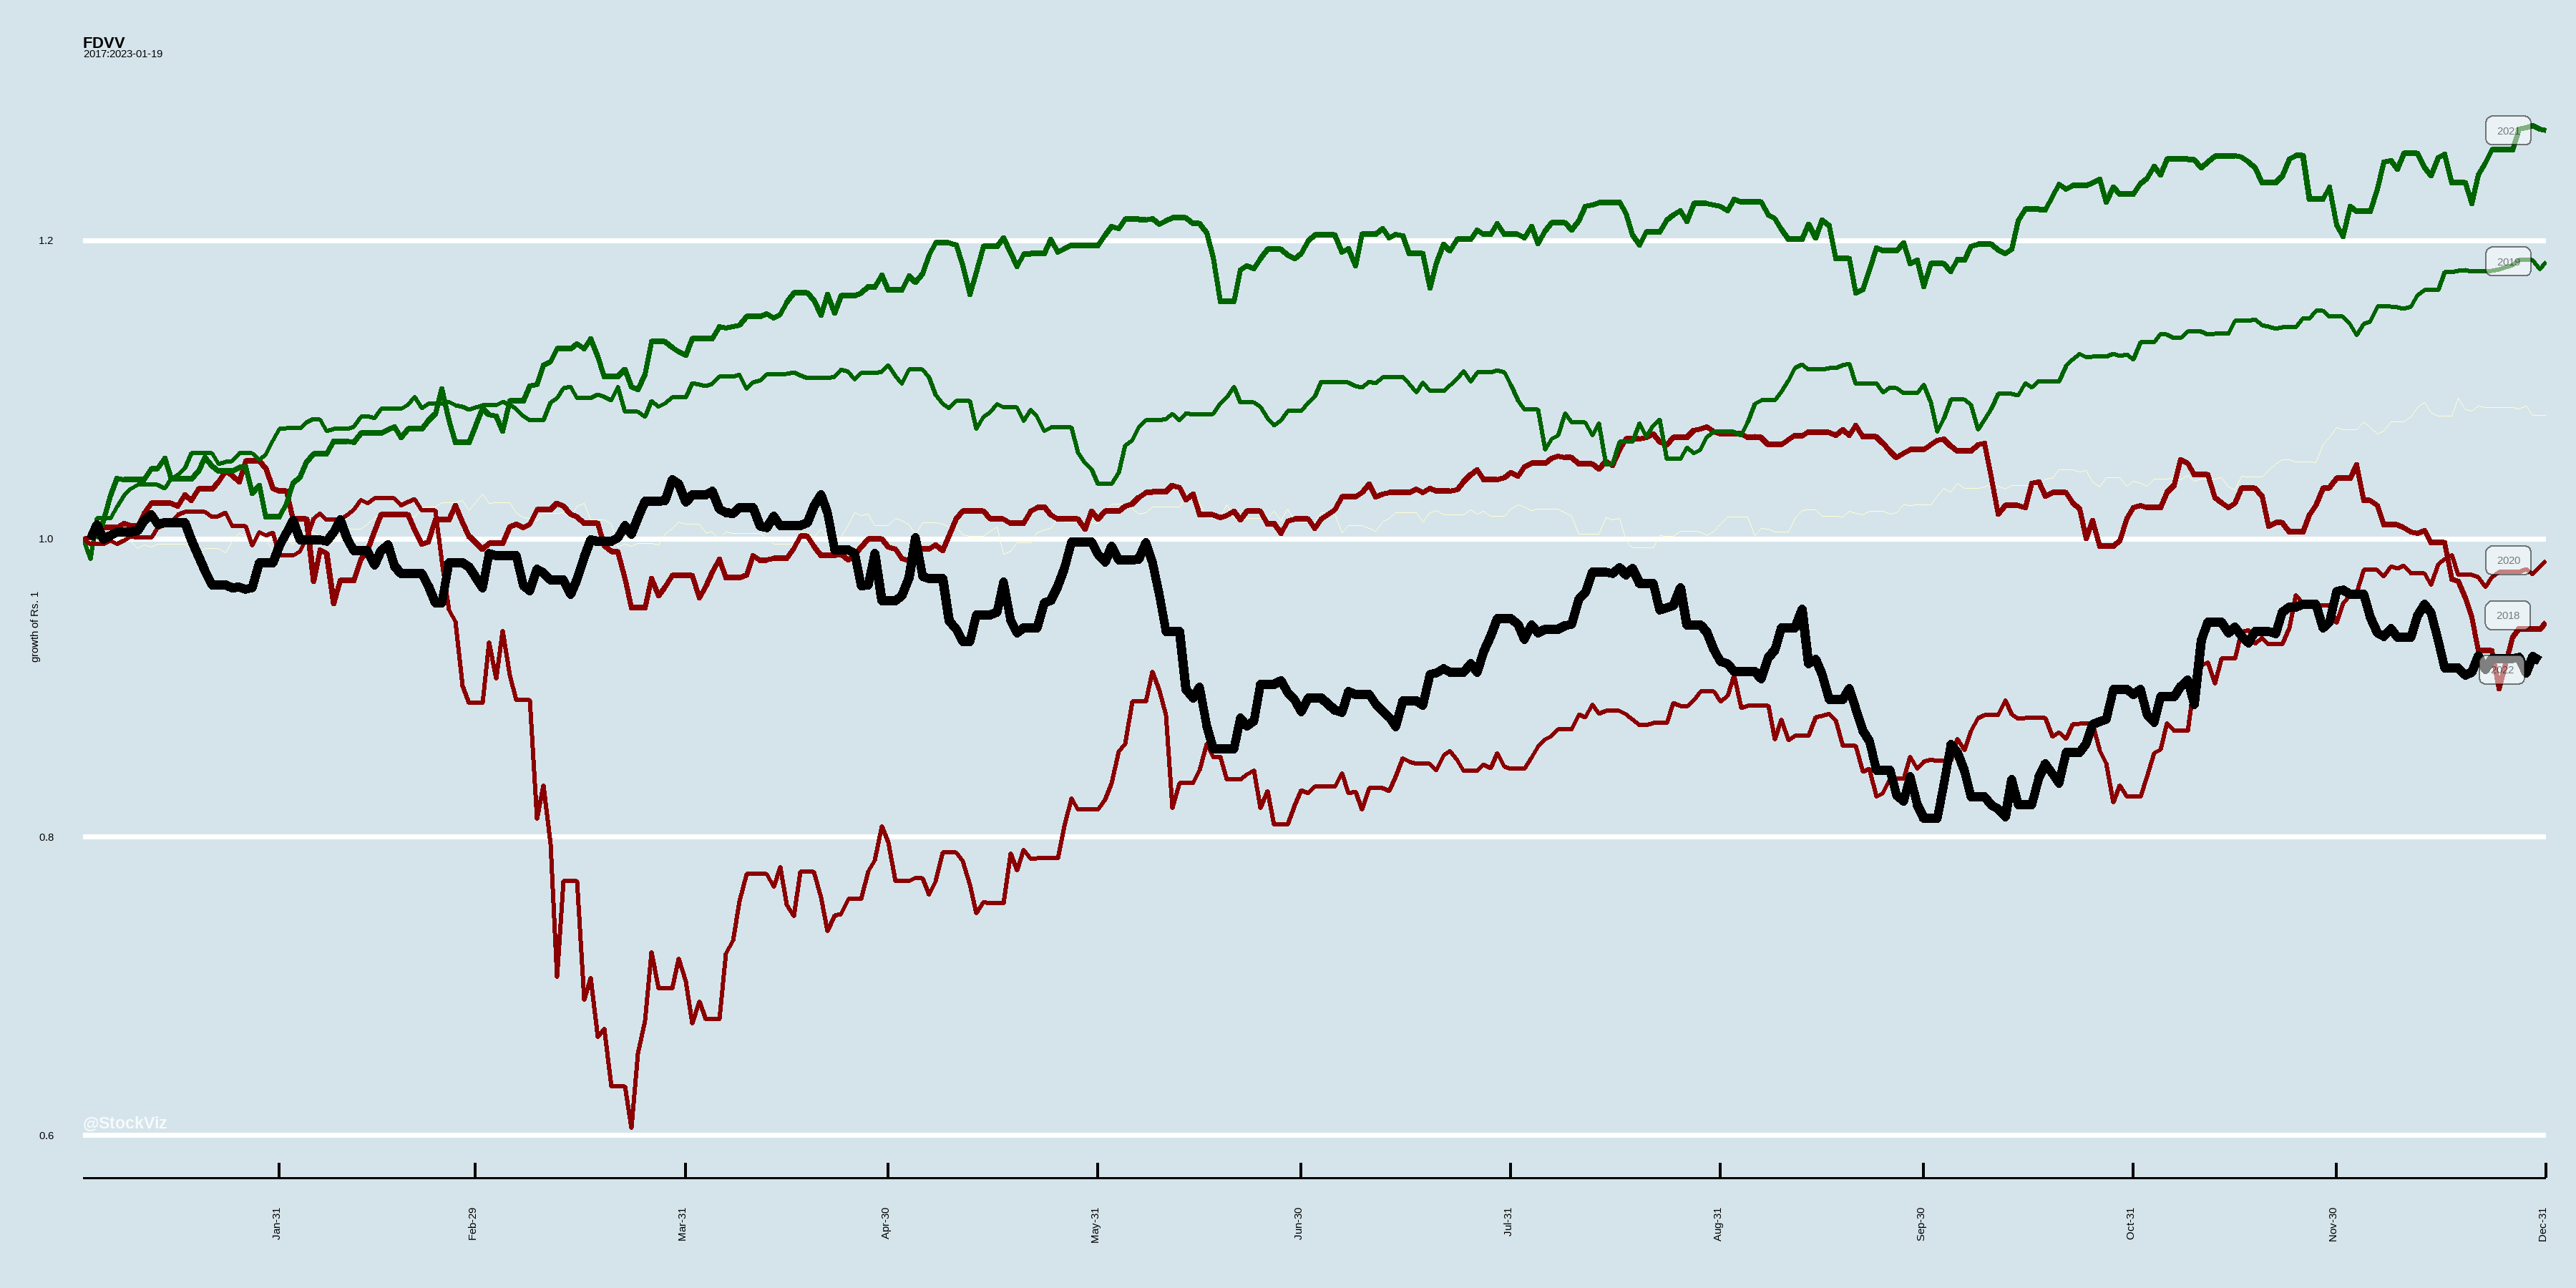 FDVV
2017:2023-01-19
2021
1.2
2019
1.0
2020
growth of Rs. 1
2018
2022
0.8
@StockViz
0.6
Jan-31
Feb-29
Mar-31
Apr-30
May-31
Jun-30
Jul-31
Aug-31
Sep-30
Oct-31
Nov-30
Dec-31